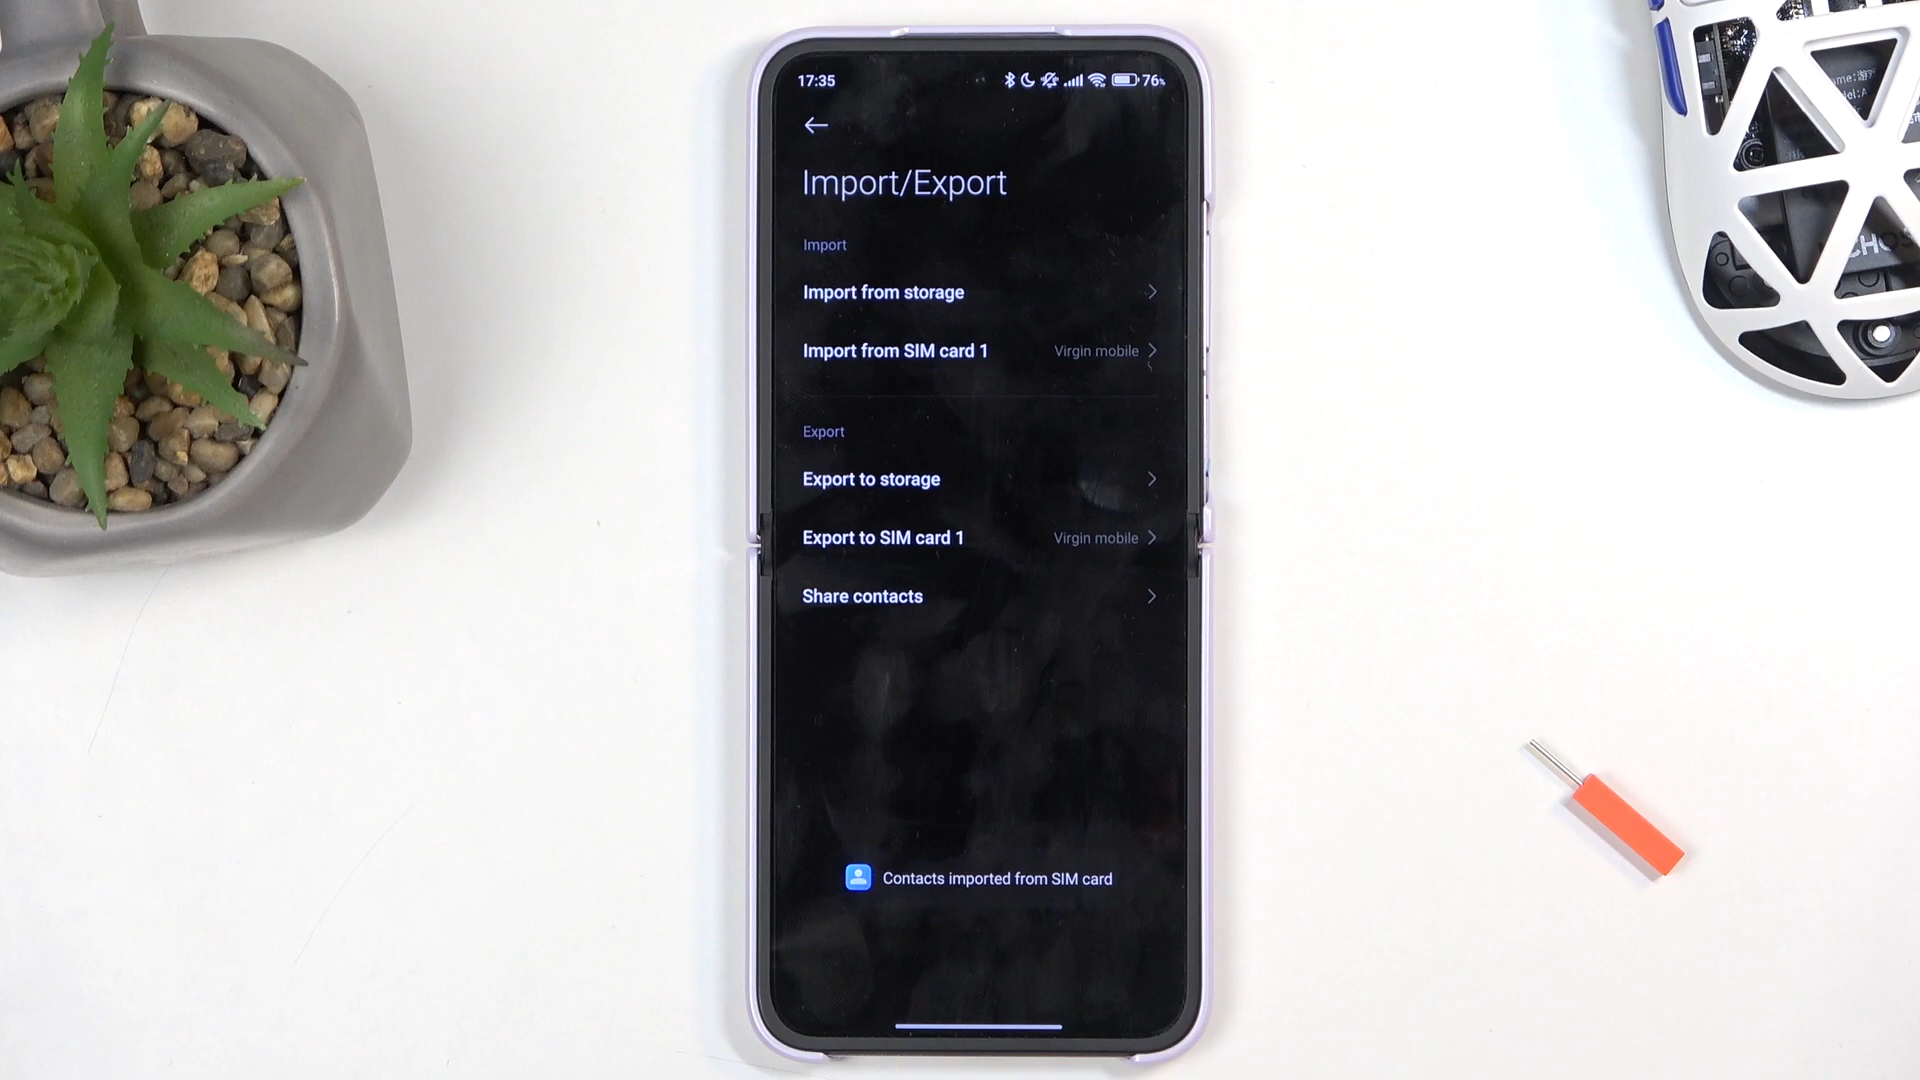 17:35
76%
Import/Export
Import
Import from storage
Import from SIM card 1
Virgin mobile
Export
Export to storage
Export to SIM card 1
Virgin mobile
Share contacts
Contacts imported from SIM card